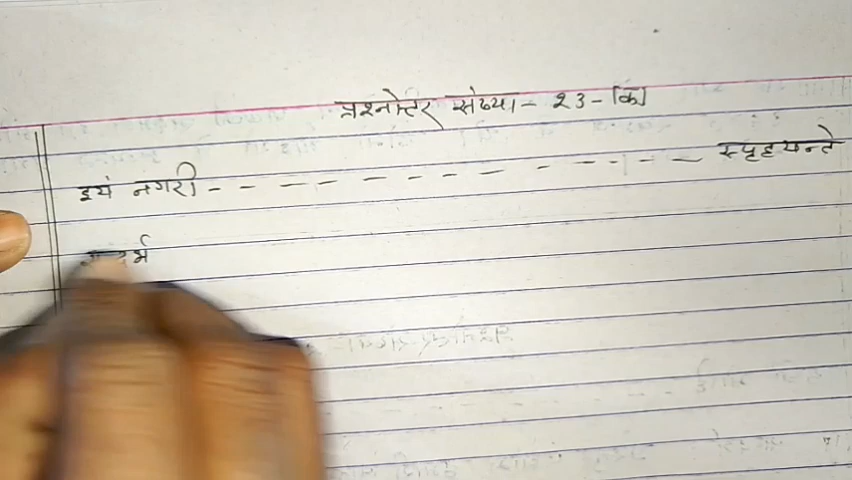 प्रश्नोत्तर संख्या - 23 - (क)
इयं नगरी - - - - - - - - - - - - - स्पृहयन्ते